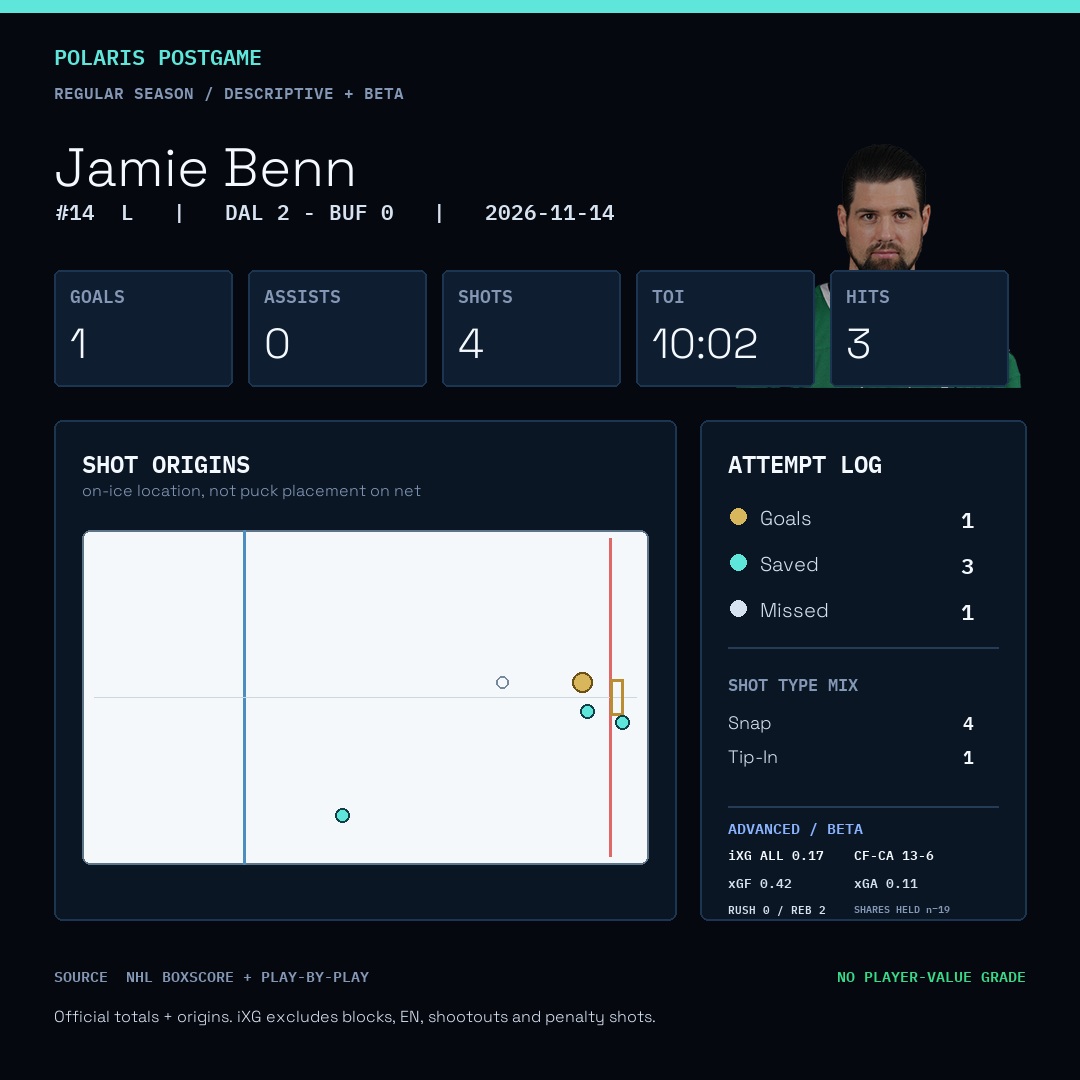 POLARIS POSTGAME
REGULAR SEASON / DESCRIPTIVE + BETA
Jamie Benn
#14 L | DAL 2 - BUF 0 | 2026-11-14
GOALS ASSISTS SHOTS TOI HITS
1 0 4 10:02 3
SHOT ORIGINS
on-ice location, not puck placement on net
ATTEMPT LOG
Goals 1
Saved 3
Missed 1
SHOT TYPE MIX
Snap 4
Tip-In 1
ADVANCED / BETA
iXG ALL 0.17 CF-CA 13-6
xGF 0.42 xGA 0.11
RUSH 0 / REB 2 SHARES HELD n=19
SOURCE NHL BOXSCORE + PLAY-BY-PLAY
NO PLAYER-VALUE GRADE
Official totals + origins. iXG excludes blocks, EN, shootouts and penalty shots.